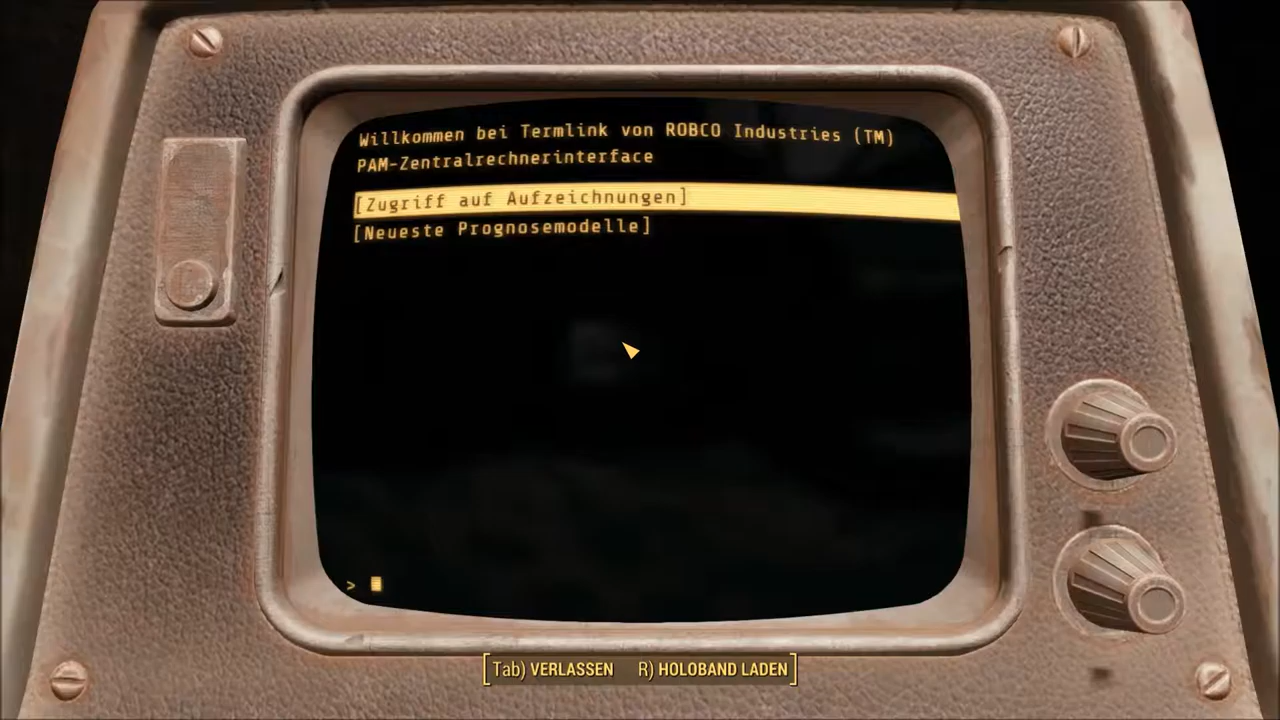 Willkommen bei Termlink von ROBCO Industries (TM)
PAM-Zentralrechnerinterface
[Zugriff auf Aufzeichnungen]
[Neueste Prognosemodelle]
>
Tab) VERLASSEN R) HOLOBAND LADEN